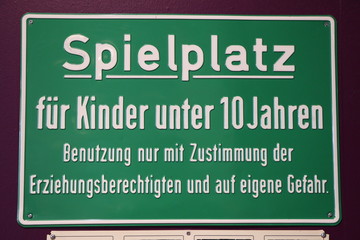 Spielplatz
für Kinder unter 10 Jahren
Benutzung nur mit Zustimmung der
Erziehungsberechtigten und auf eigene Gefahr.